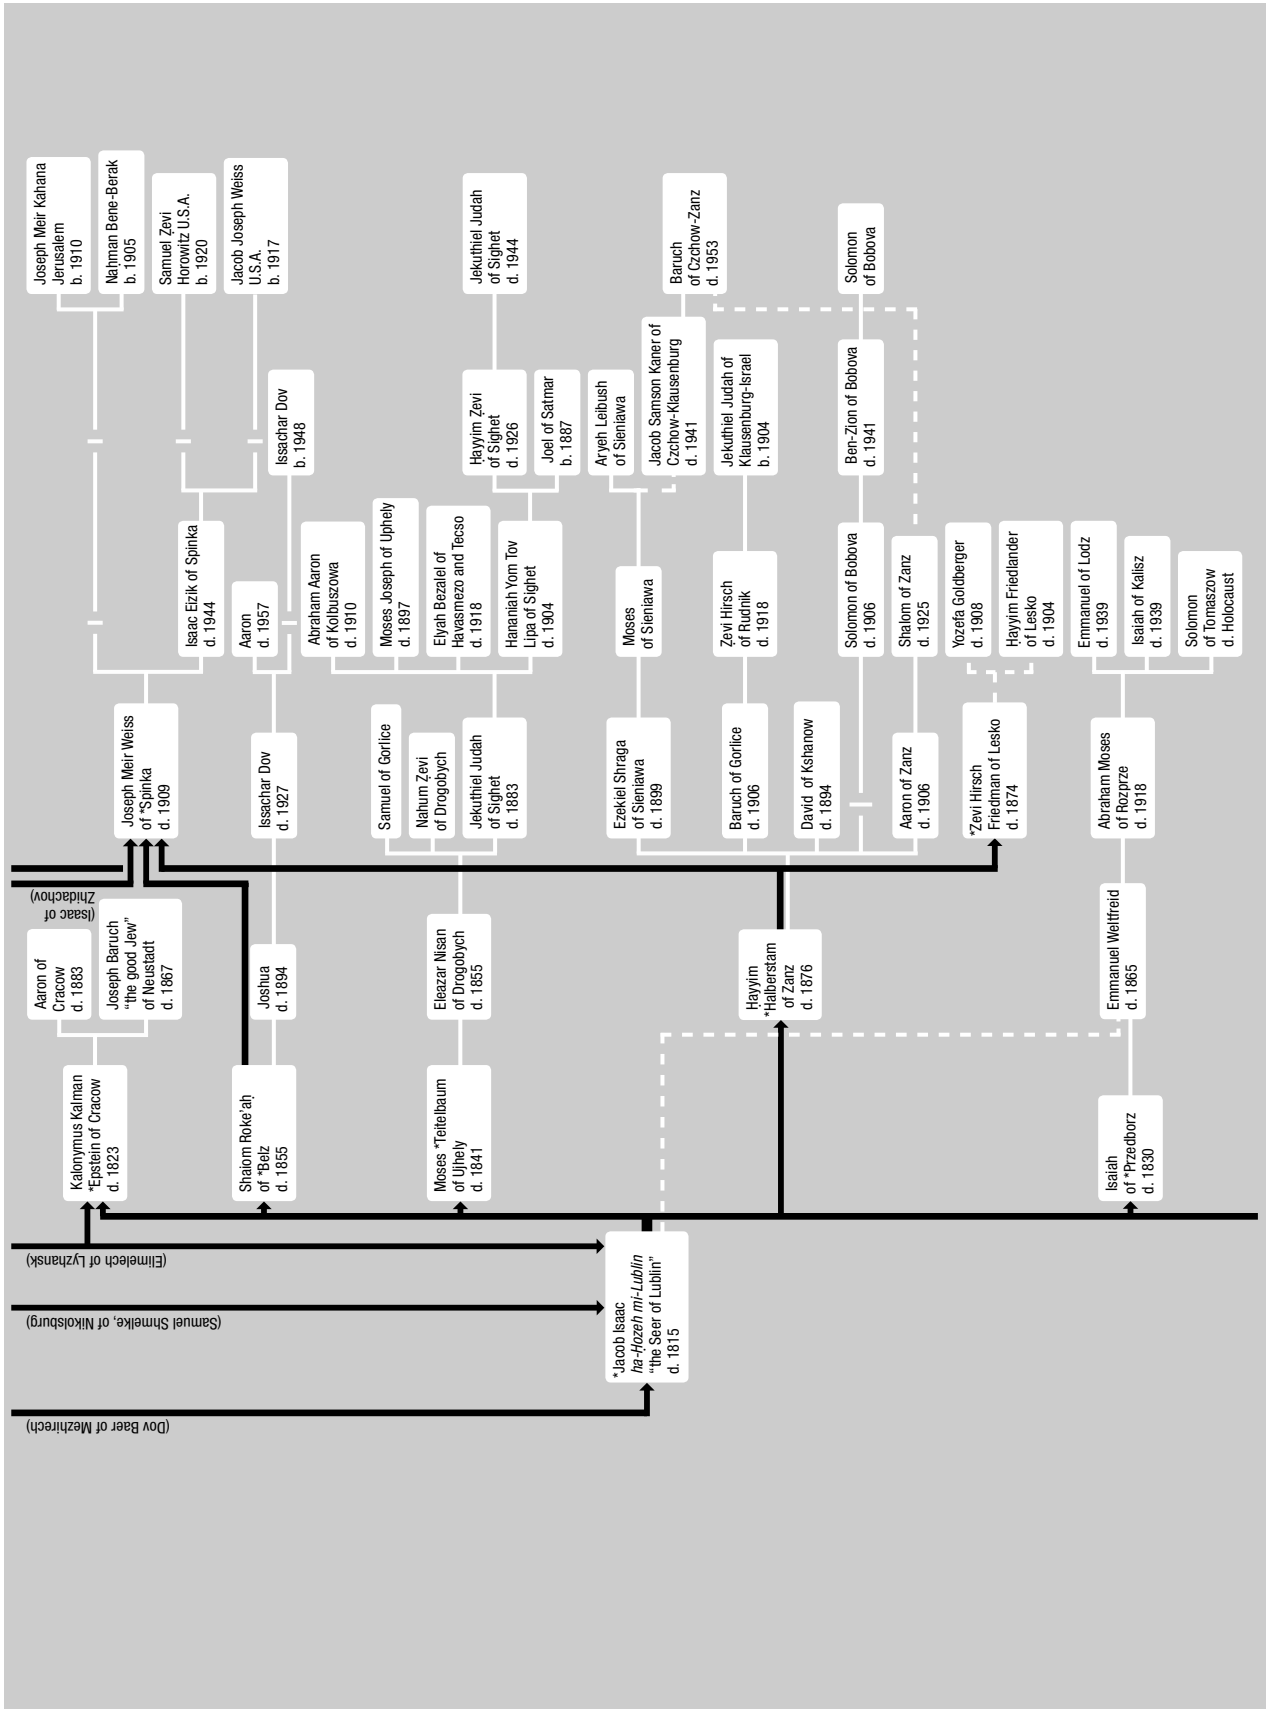 (Dov Baer of Mezhirech)
(Samuel Shmelke, of Nikolsburg)
(Elimelech of Lyzhansk)
(Isaac of
Zhidachov)
*Jacob Isaac
ha-Ḥozeh mi-Lublin
“the Seer of Lublin”
d. 1815
Kalonymus Kalman
*Epstein of Cracow
d. 1823
Shaiom Roke’aḥ
of *Belz
d. 1855
Moses *Teitelbaum
of Ujhely
d. 1841
Isaiah
of *Przedborz
d. 1830
Aaron of
Cracow
d. 1883
Joseph Baruch
“the good Jew”
of Neustadt
d. 1867
Joshua
d. 1894
Eleazar Nisan
of Drogobych
d. 1855
Ḥayyim
*Halberstam
of Zanz
d. 1876
Emmanuel Weltfreid
d. 1865
Joseph Meir Weiss
of *Spinka
d. 1909
Issachar Dov
d. 1927
Samuel of Gorlice
Nahum Ẓevi
of Drogobych
Jekuthiel Judah
of Sighet
d. 1883
Ezekiel Shraga
of Sieniawa
d. 1899
Baruch of Gorlice
d. 1906
David of Kshanow
d. 1894
Aaron of Zanz
d. 1906
*Zevi Hirsch
Friedman of Lesko
d. 1874
Abraham Moses
of Rozprze
d. 1918
Isaac Eizik of Spinka
d. 1944
Aaron
d. 1957
Abraham Aaron
of Kolbuszowa
d. 1910
Moses Joseph of Uphely
d. 1897
Elyah Bezalel of
Havasmezo and Tecso
d. 1918
Hananiah Yom Tov
Lipa of Sighet
d. 1904
Moses
of Sieniawa
Ẓevi Hirsch
of Rudnik
d. 1918
Solomon of Bobova
d. 1906
Shalom of Zanz
d. 1925
Yozefa Goldberger
d. 1908
Ḥayyim Friedlander
of Lesko
d. 1904
Emmanuel of Lodz
d. 1939
Isaiah of Kalisz
d. 1939
Solomon
of Tomaszow
d. Holocaust
Issachar Dov
b. 1948
Ḥayyim Ẓevi
of Sighet
d. 1926
Joel of Satmar
b. 1887
Aryeh Leibush
of Sieniawa
Jacob Samson Kaner of
Czchow-Klausenburg
d. 1941
Jekuthiel Judah of
Klausenburg-Israel
b. 1904
Ben-Zion of Bobova
d. 1941
Joseph Meir Kahana
Jerusalem
b. 1910
Naḥman Bene-Berak
b. 1905
Samuel Ẓevi
Horowitz U.S.A.
b. 1920
Jacob Joseph Weiss
U.S.A.
b. 1917
Jekuthiel Judah
of Sighet
d. 1944
Baruch
of Czchow-Zanz
d. 1953
Solomon
of Bobova